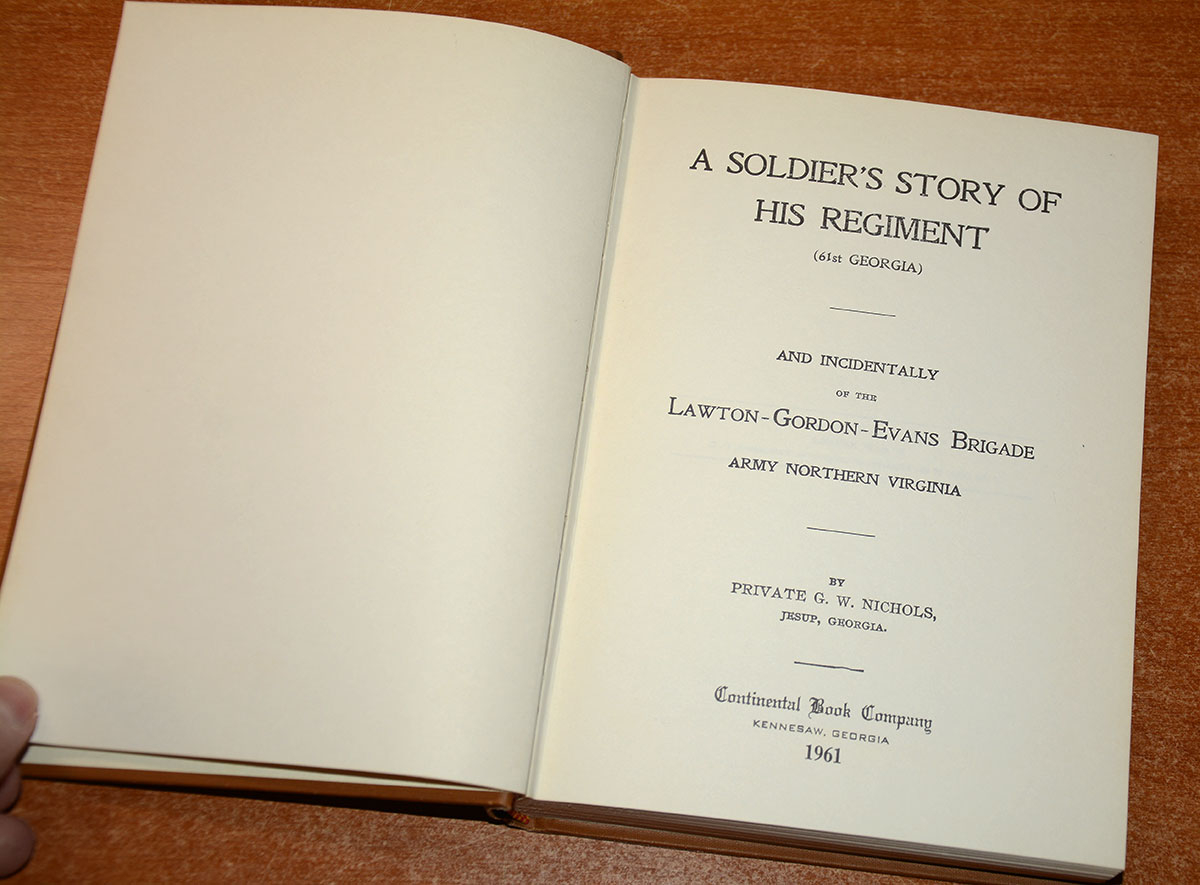 A SOLDIER'S STORY OF
HIS REGIMENT
(61st GEORGIA)
AND INCIDENTALLY
OF THE
LAWTON-GORDON-EVANS BRIGADE
ARMY NORTHERN VIRGINIA
BY
PRIVATE G. W. NICHOLS,
JESUP, GEORGIA.
Continental Book Company
KENNESAW, GEORGIA
1961